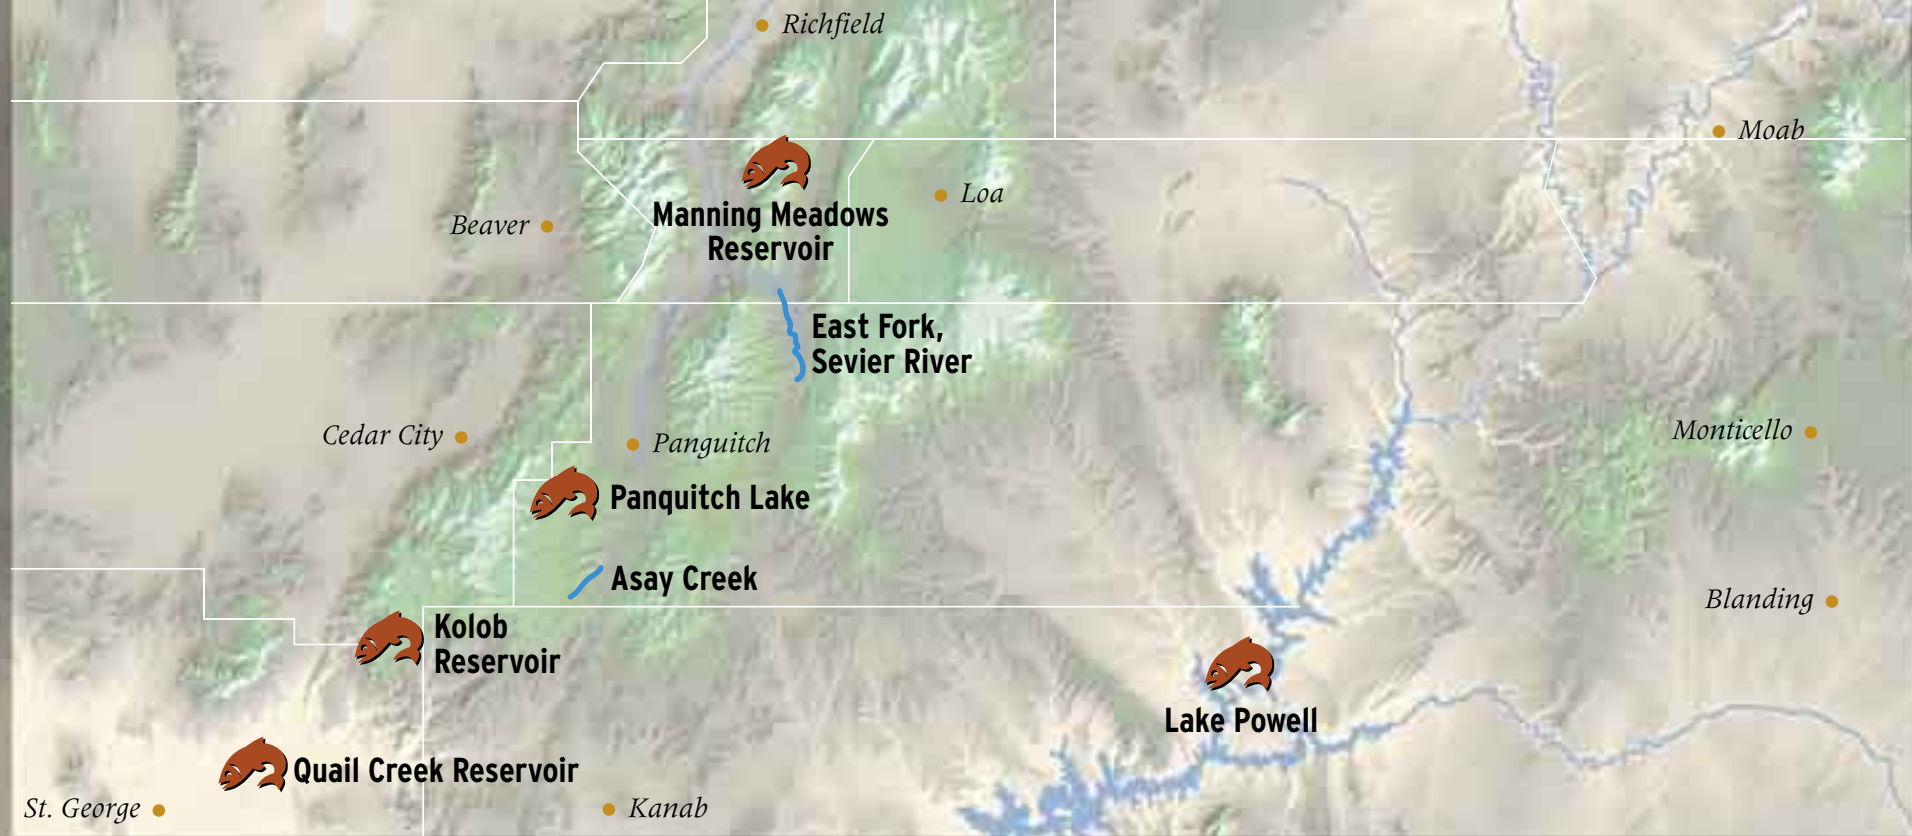 Richfield
Moab
Loa
Beaver
Manning Meadows
Reservoir
East Fork,
Sevier River
Cedar City
Panguitch
Monticello
Panquitch Lake
Asay Creek
Blanding
Kolob
Reservoir
Lake Powell
Quail Creek Reservoir
St. George
Kanab